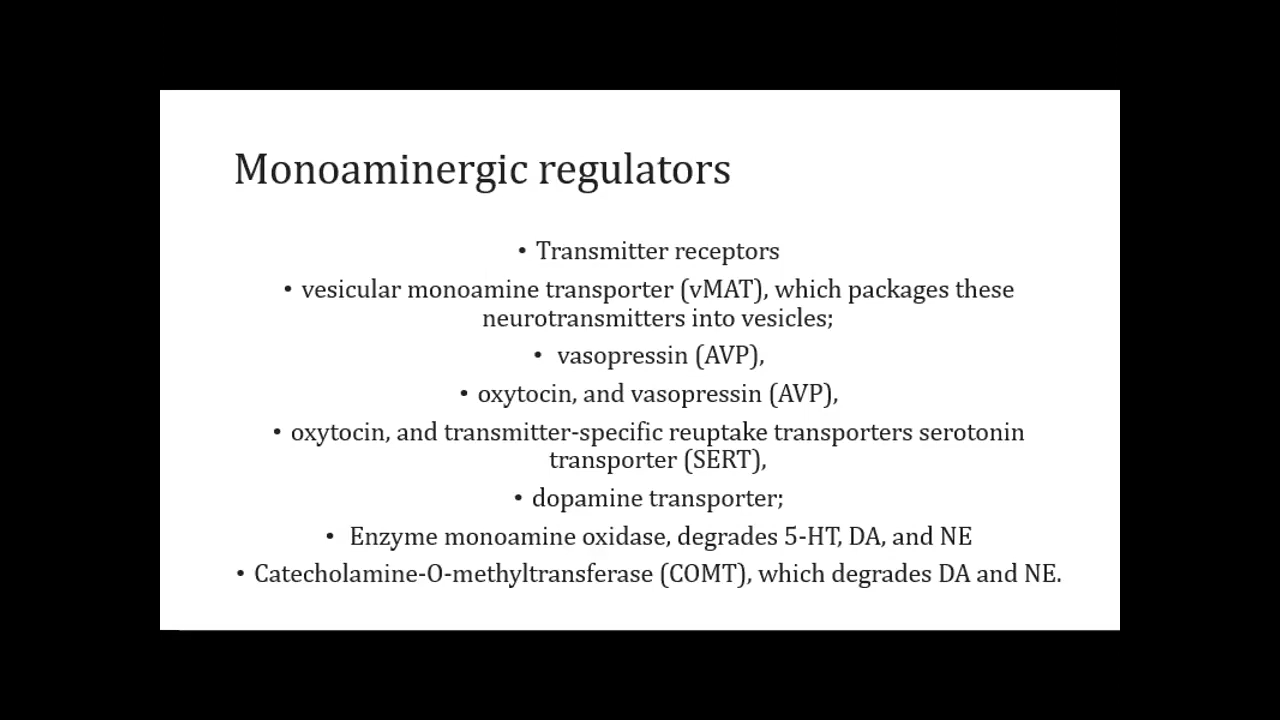 Monoaminergic regulators
• Transmitter receptors
• vesicular monoamine transporter (vMAT), which packages these
neurotransmitters into vesicles;
• vasopressin (AVP),
• oxytocin, and vasopressin (AVP),
• oxytocin, and transmitter-specific reuptake transporters serotonin
transporter (SERT),
• dopamine transporter;
• Enzyme monoamine oxidase, degrades 5-HT, DA, and NE
• Catecholamine-O-methyltransferase (COMT), which degrades DA and NE.